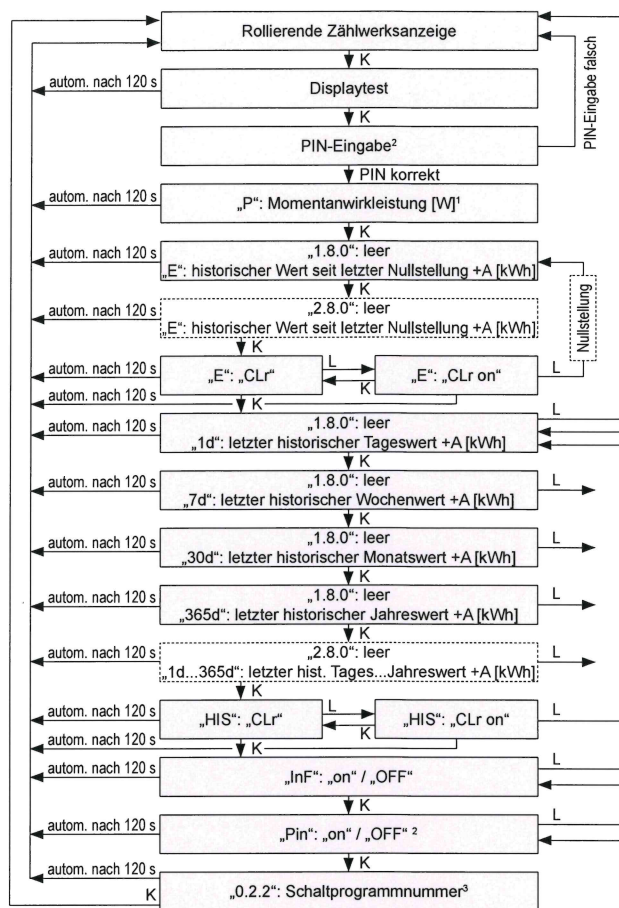 Rollierende Zählwerksanzeige
K
PIN-Eingabe falsch
autom. nach 120 s
Displaytest
K
PIN-Eingabe²
PIN korrekt
autom. nach 120 s
„P“: Momentanwirkleistung [W]¹
K
autom. nach 120 s
„1.8.0“: leer
„E“: historischer Wert seit letzter Nullstellung +A [kWh]
K
Nullstellung
autom. nach 120 s
„2.8.0“: leer
„E“: historischer Wert seit letzter Nullstellung +A [kWh]
K
autom. nach 120 s
„E“: „CLr“
L
K
„E“: „CLr on“
L
autom. nach 120 s
K
autom. nach 120 s
„1.8.0“: leer
„1d“: letzter historischer Tageswert +A [kWh]
L
K
autom. nach 120 s
„1.8.0“: leer
„7d“: letzter historischer Wochenwert +A [kWh]
L
K
autom. nach 120 s
„1.8.0“: leer
„30d“: letzter historischer Monatswert +A [kWh]
L
K
autom. nach 120 s
„1.8.0“: leer
„365d“: letzter historischer Jahreswert +A [kWh]
L
K
autom. nach 120 s
„2.8.0“: leer
„1d...365d“: letzter hist. Tages...Jahreswert +A [kWh]
L
K
autom. nach 120 s
„HIS“: „CLr“
L
K
„HIS“: „CLr on“
L
autom. nach 120 s
K
autom. nach 120 s
„InF“: „on“ / „OFF“
L
K
autom. nach 120 s
„Pin“: „on“ / „OFF“ ²
L
K
autom. nach 120 s
K
„0.2.2“: Schaltprogrammnummer³